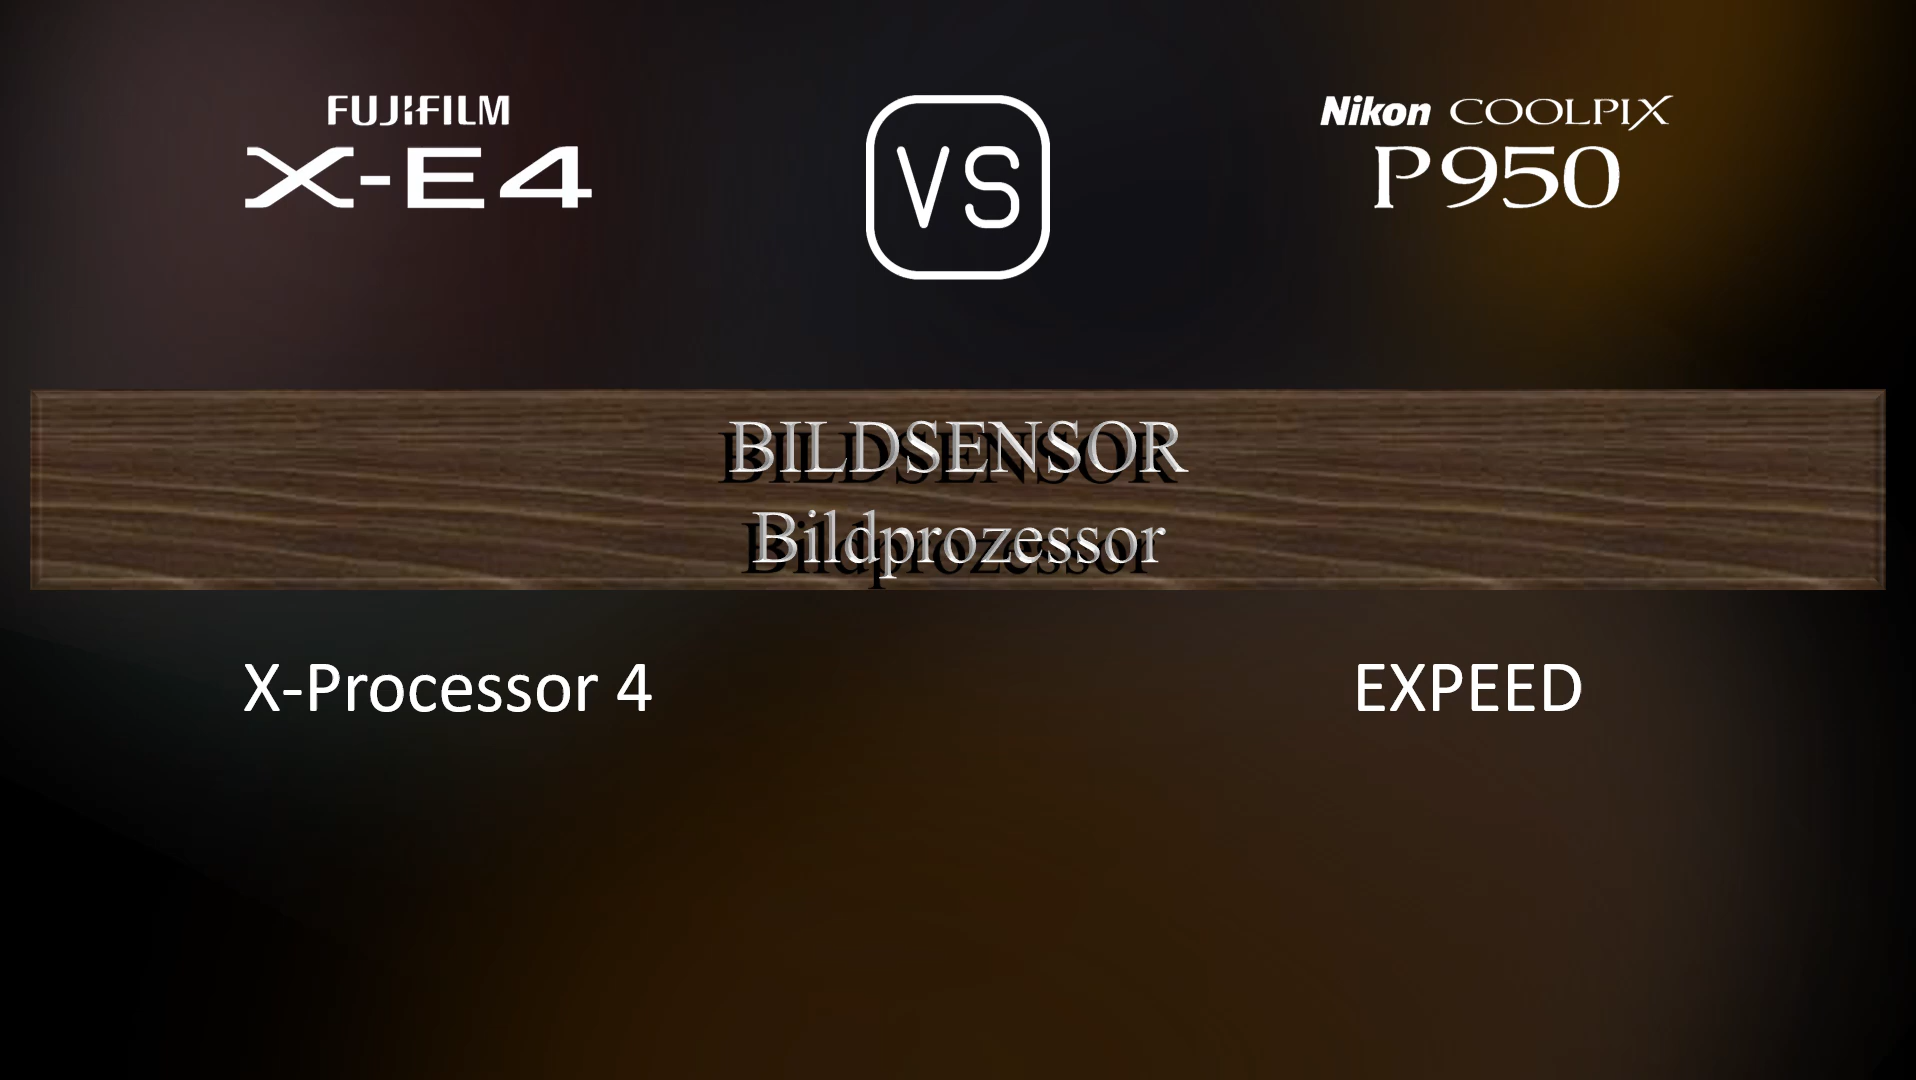 FUJIFILM
X-E4
VS
Nikon COOLPIX
P950
BILDSENSOR
Bildprozessor
X-Processor 4
EXPEED